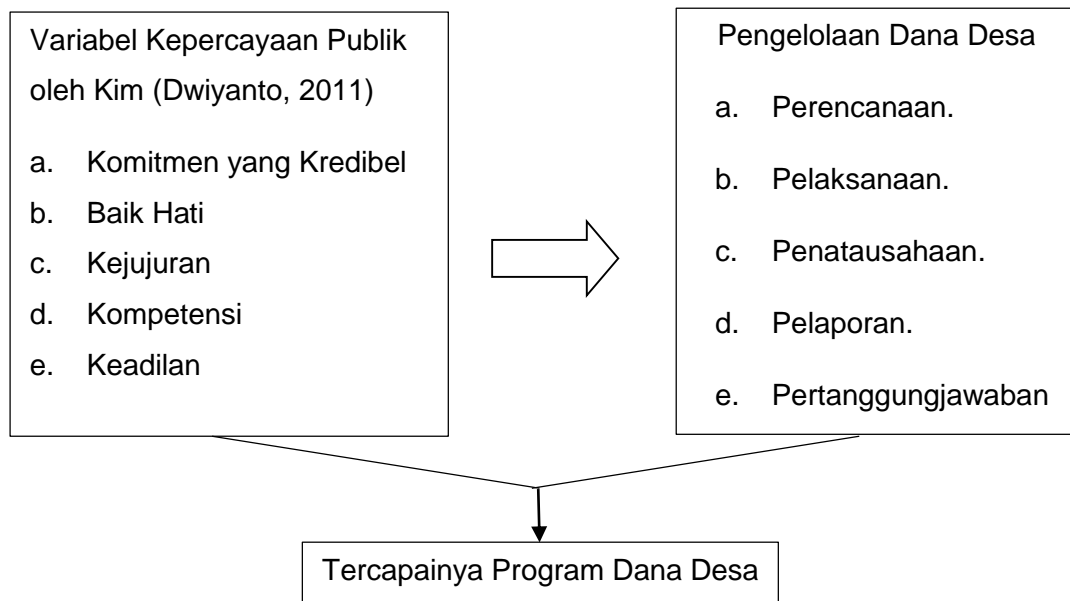 Variabel Kepercayaan Publik
oleh Kim (Dwiyanto, 2011)
a. Komitmen yang Kredibel
b. Baik Hati
c. Kejujuran
d. Kompetensi
e. Keadilan
Pengelolaan Dana Desa
a. Perencanaan.
b. Pelaksanaan.
c. Penatausahaan.
d. Pelaporan.
e. Pertanggungjawaban
Tercapainya Program Dana Desa